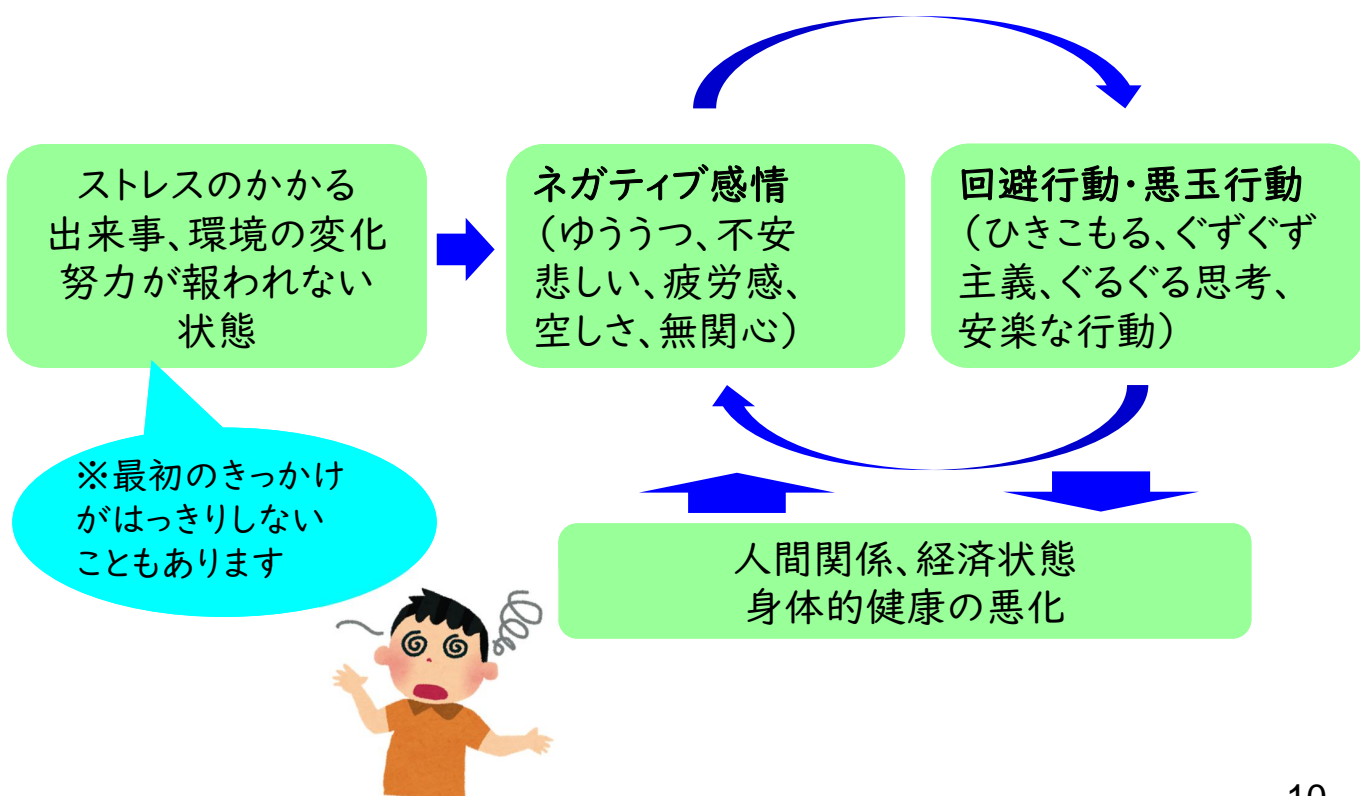 ストレスのかかる
出来事、環境の変化
努力が報われない
状態
ネガティブ感情
（ゆううつ、不安
悲しい、疲労感、
空しさ、無関心）
回避行動・悪玉行動
（ひきこもる、ぐずぐず
主義、ぐるぐる思考、
安楽な行動）
※最初のきっかけ
がはっきりしない
こともあります
人間関係、経済状態
身体的健康の悪化
10